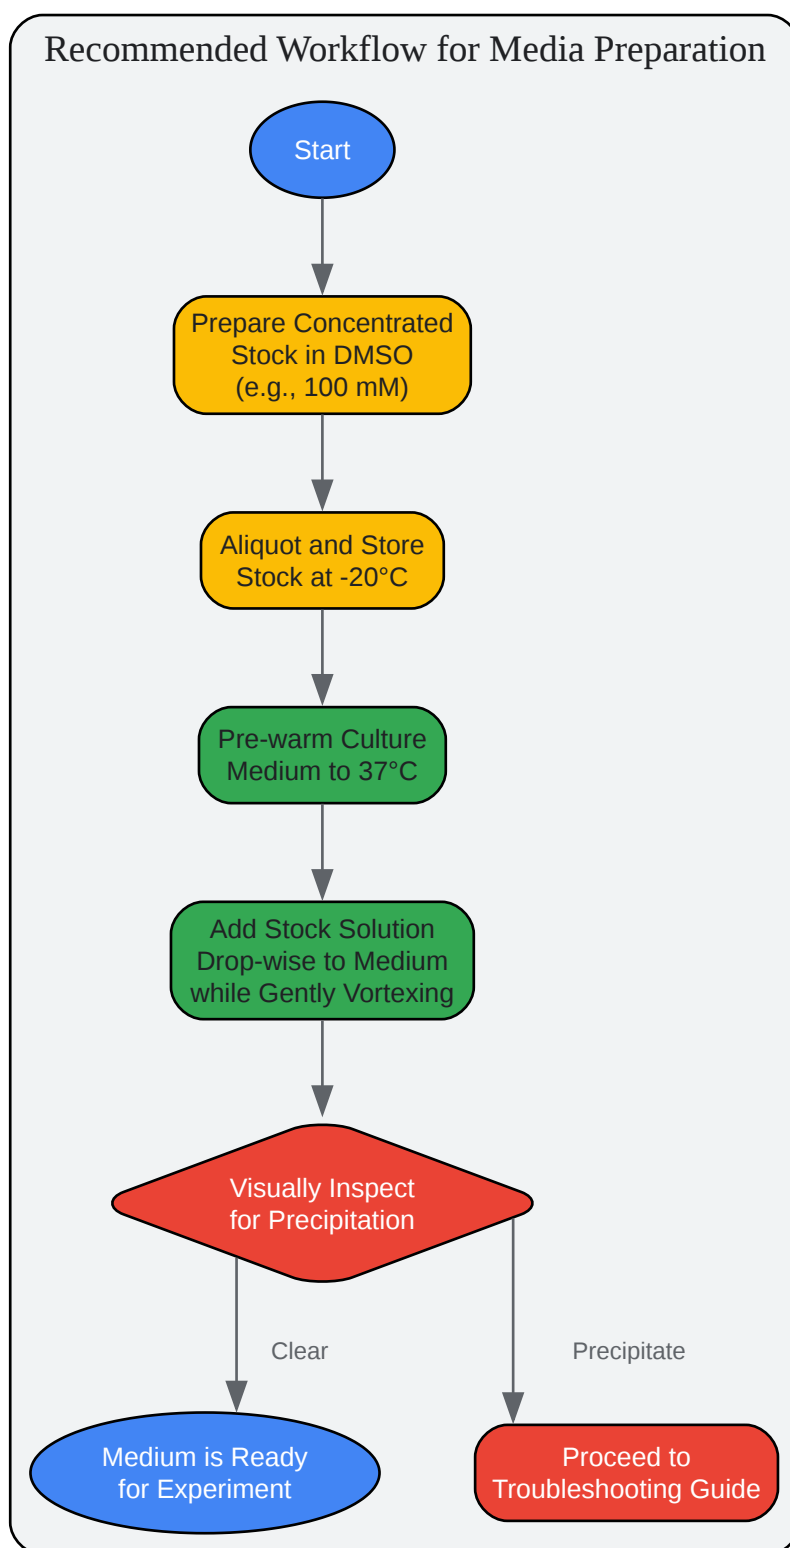 Recommended Workflow for Media Preparation
Start
Prepare Concentrated
Stock in DMSO
(e.g., 100 mM)
Aliquot and Store
Stock at -20°C
Pre-warm Culture
Medium to 37°C
Add Stock Solution
Drop-wise to Medium
while Gently Vortexing
Visually Inspect
for Precipitation
Clear
Precipitate
Medium is Ready
for Experiment
Proceed to
Troubleshooting Guide